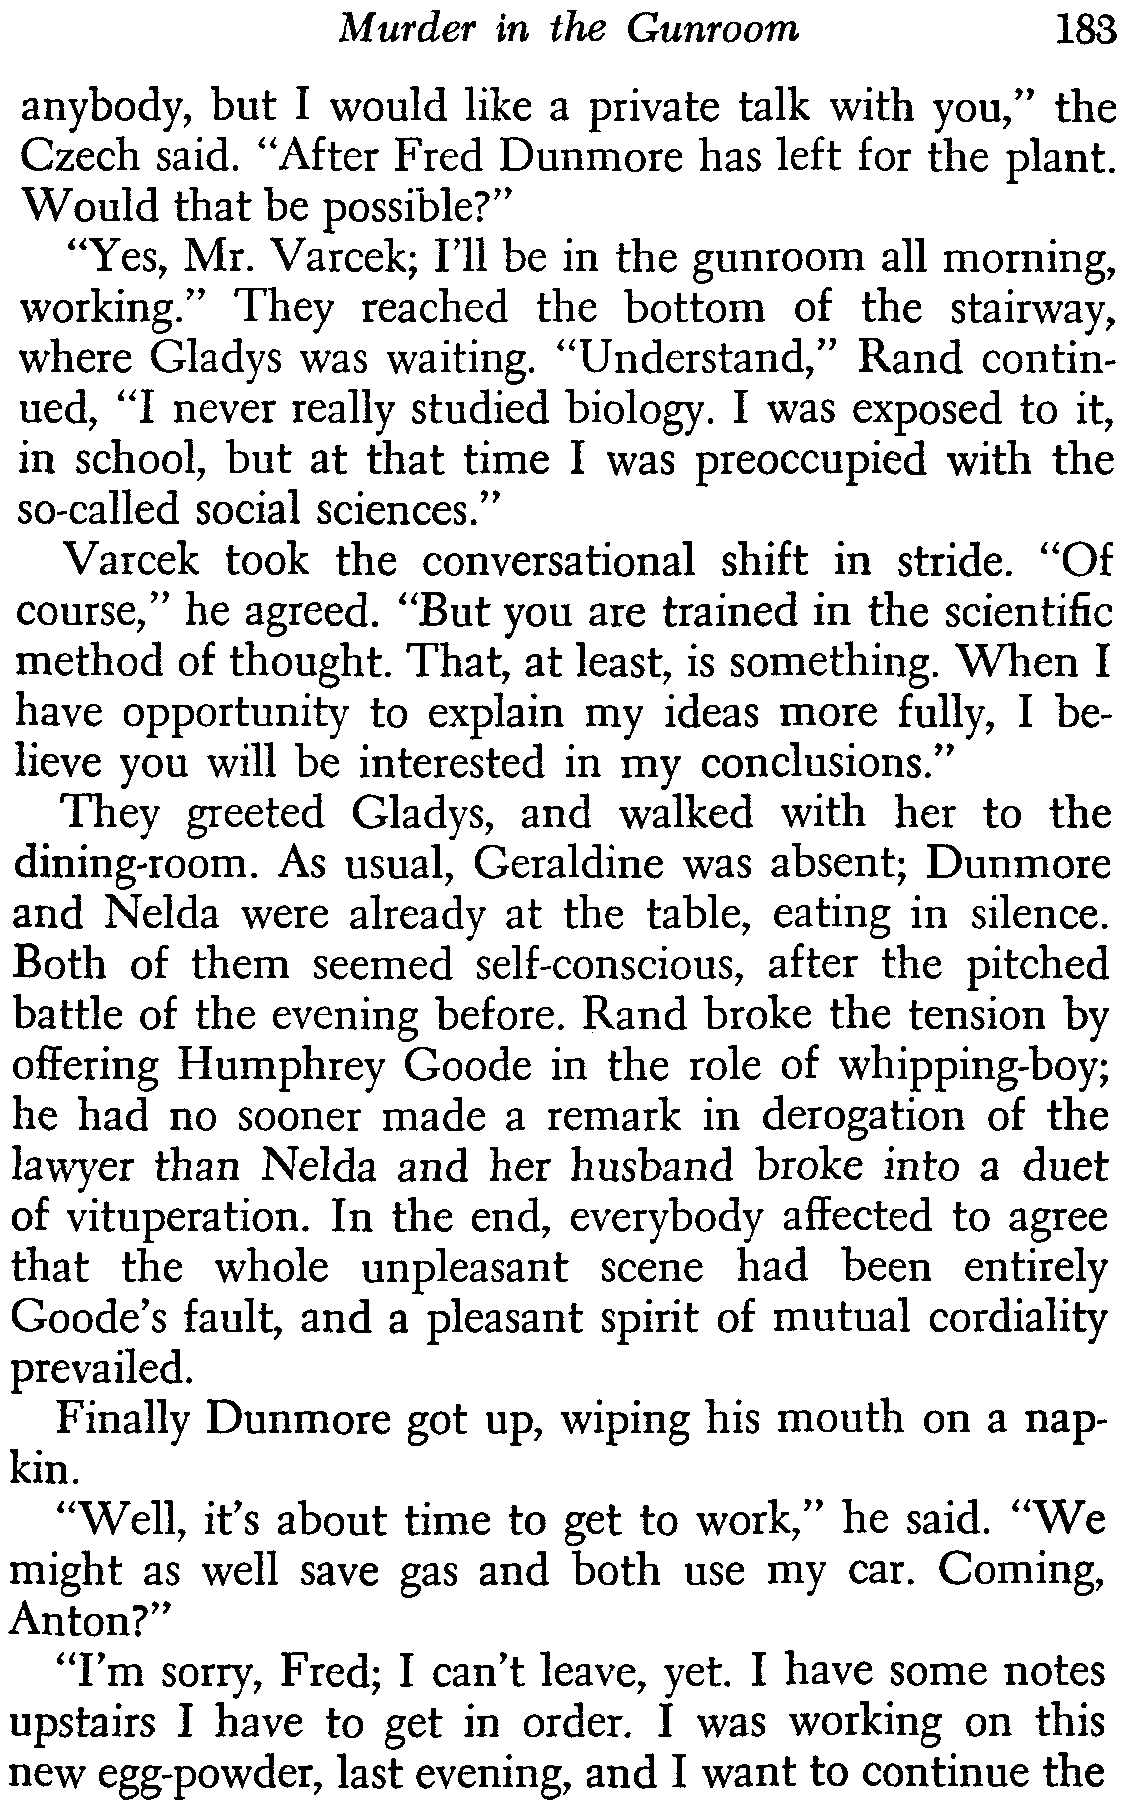 Murder in the Gunroom 183
anybody, but I would like a private talk with you,” the
Czech said. “After Fred Dunmore has left for the plant.
Would that be possible?”
“Yes, Mr. Varcek; I’ll be in the gunroom all morning,
working.” They reached the bottom of the stairway,
where Gladys was waiting. “Understand,” Rand contin-
ued, “I never really studied biology. I was exposed to it,
in school, but at that time I was preoccupied with the
so-called social sciences.”
Varcek took the conversational shift in stride. “Of
course,” he agreed. “But you are trained in the scientific
method of thought. That, at least, is something. When I
have opportunity to explain my ideas more fully, I be-
lieve you will be interested in my conclusions.”
They greeted Gladys, and walked with her to the
dining-room. As usual, Geraldine was absent; Dunmore
and Nelda were already at the table, eating in silence.
Both of them seemed self-conscious, after the pitched
battle of the evening before. Rand broke the tension by
offering Humphrey Goode in the role of whipping-boy;
he had no sooner made a remark in derogation of the
lawyer than Nelda and her husband broke into a duet
of vituperation. In the end, everybody affected to agree
that the whole unpleasant scene had been entirely
Goode’s fault, and a pleasant spirit of mutual cordiality
prevailed.
Finally Dunmore got up, wiping his mouth on a nap-
kin.
“Well, it’s about time to get to work,” he said. “We
might as well save gas and both use my car. Coming,
Anton?”
“I’m sorry, Fred; I can’t leave, yet. I have some notes
upstairs I have to get in order. I was working on this
new egg-powder, last evening, and I want to continue the